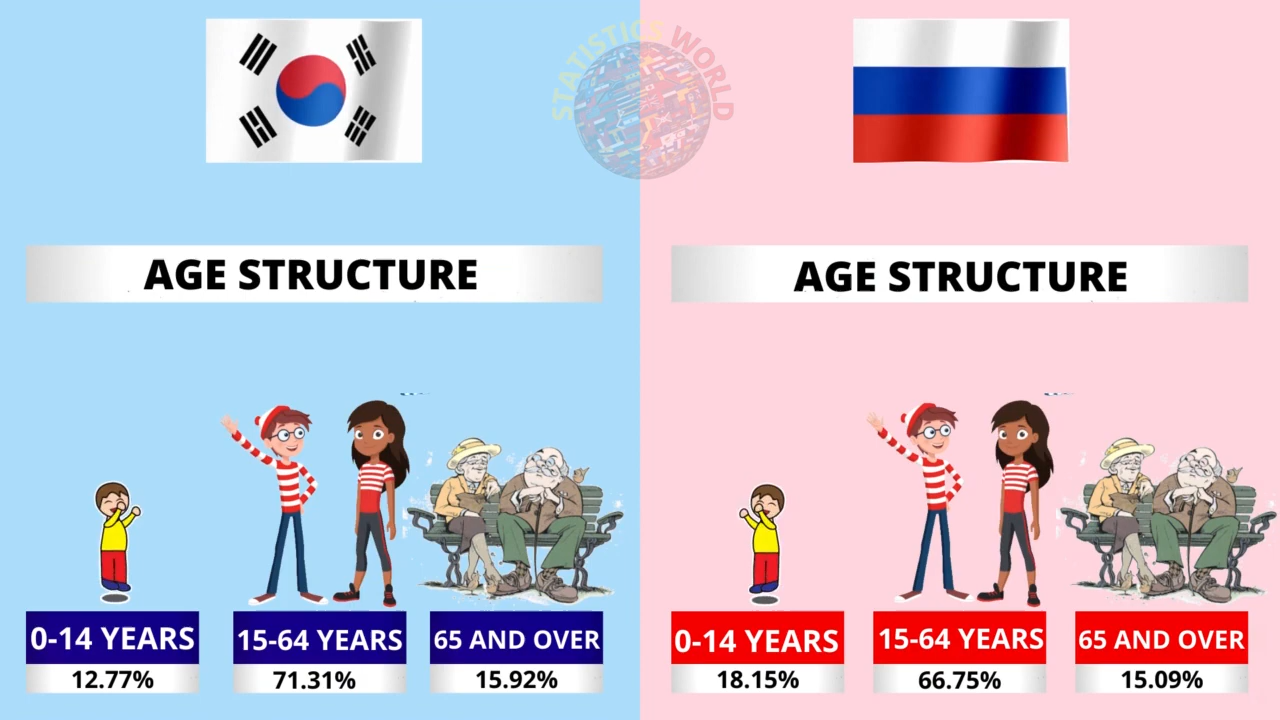 STATISTICS WORLD
AGE STRUCTURE
0-14 YEARS
15-64 YEARS
65 AND OVER
12.77%
71.31%
15.92%
AGE STRUCTURE
0-14 YEARS
15-64 YEARS
65 AND OVER
18.15%
66.75%
15.09%